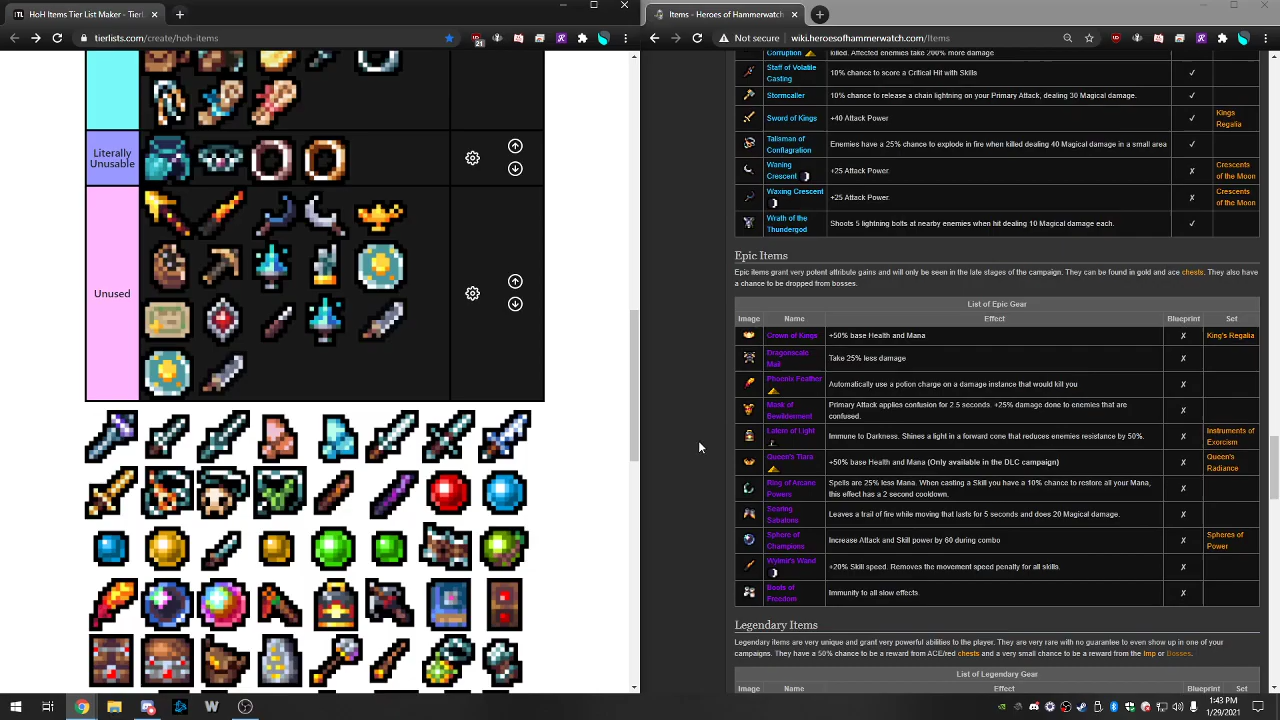 HoH Items Tier List Maker - Tier
Items - Heroes of Hammerwatch
tierlists.com/create/hoh-items
21
Not secure
wiki.heroesofhammerwatch.com/Items
Literally
Unusable
Unused
Corruption
killed. Affected enemies take 200% more damage
Staff of Volatile
Casting
10% chance to score a Critical Hit with Skills
✓
Stormcaller
10% chance to release a chain lightning on your Primary Attack, dealing 30 Magical damage.
✓
Sword of Kings
+40 Attack Power
✓
Kings
Regalia
Talisman of
Conflagration
Enemies have a 25% chance to explode in fire when killed dealing 40 Magical damage in a small area
✓
Waning
Crescent
+25 Attack Power.
✗
Crescents
of the Moon
Waxing Crescent
+25 Attack Power.
✗
Crescents
of the Moon
Wrath of the
Thundergod
Shoots 5 lightning bolts at nearby enemies when hit dealing 10 Magical damage each.
✓
Epic Items
Epic items grant very potent attribute gains and will only be seen in the late stages of the campaign. They can be found in gold and ace chests. They also have
a chance to be dropped from bosses.
List of Epic Gear
Image Name Effect Blueprint Set
Crown of Kings
+50% base Health and Mana
✗
King's Regalia
Dragonscale
Mail
Take 25% less damage
✗
Phoenix Feather
Automatically use a potion charge on a damage instance that would kill you
✗
Mask of
Bewilderment
Primary Attack applies confusion for 2.5 seconds. +25% damage done to enemies that are
confused.
✗
Latern of Light
Immune to Darkness. Shines a light in a forward cone that reduces enemies resistance by 50%.
✗
Instruments of
Exorcism
Queen's Tiara
+50% base Health and Mana (Only available in the DLC campaign)
✗
Queen's
Radiance
Ring of Arcane
Powers
Spells are 25% less Mana. When casting a Skill you have a 10% chance to restore all your Mana,
this effect has a 2 second cooldown.
✗
Searing
Sabatons
Leaves a trail of fire while moving that lasts for 5 seconds and does 20 Magical damage.
✗
Sphere of
Champions
Increase Attack and Skill power by 60 during combo
✗
Spheres of
Power
Wylmir's Wand
+20% Skill speed. Removes the movement speed penalty for all skills.
✗
Boots of
Freedom
Immunity to all slow effects.
✗
Legendary Items
Legendary items are very unique and grant very powerful abilities to the player. They are very rare with no guarantee to even show up in one of your
campaigns. They have a 50% chance to be a reward from ACE/red chests and a very small chance to be a reward from the Imp or Bosses.
List of Legendary Gear
Image Name Effect Blueprint Set
1:43 PM
1/29/2021